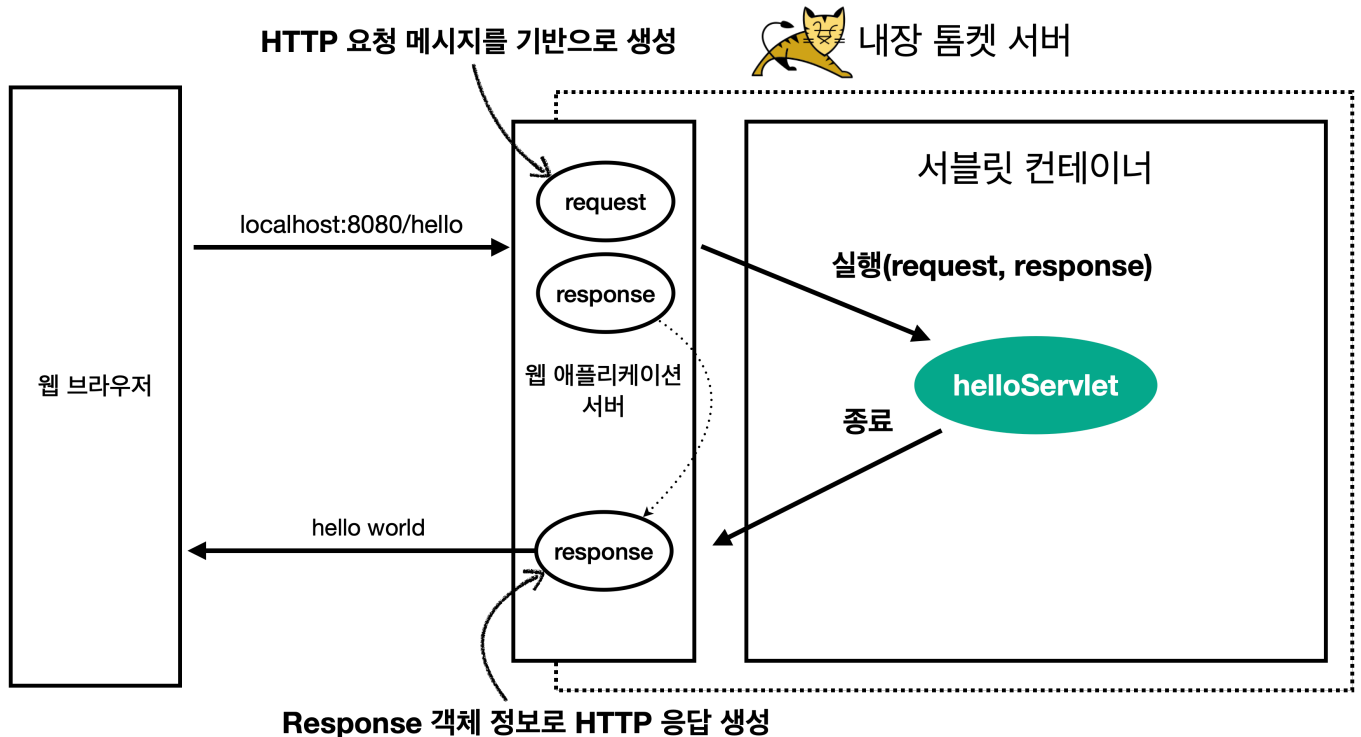 HTTP 요청 메시지를 기반으로 생성
내장 톰켓 서버
서블릿 컨테이너
request
localhost:8080/hello
실행(request, response)
response
웹 브라우저
웹 애플리케이션
서버
helloServlet
종료
hello world
response
Response 객체 정보로 HTTP 응답 생성